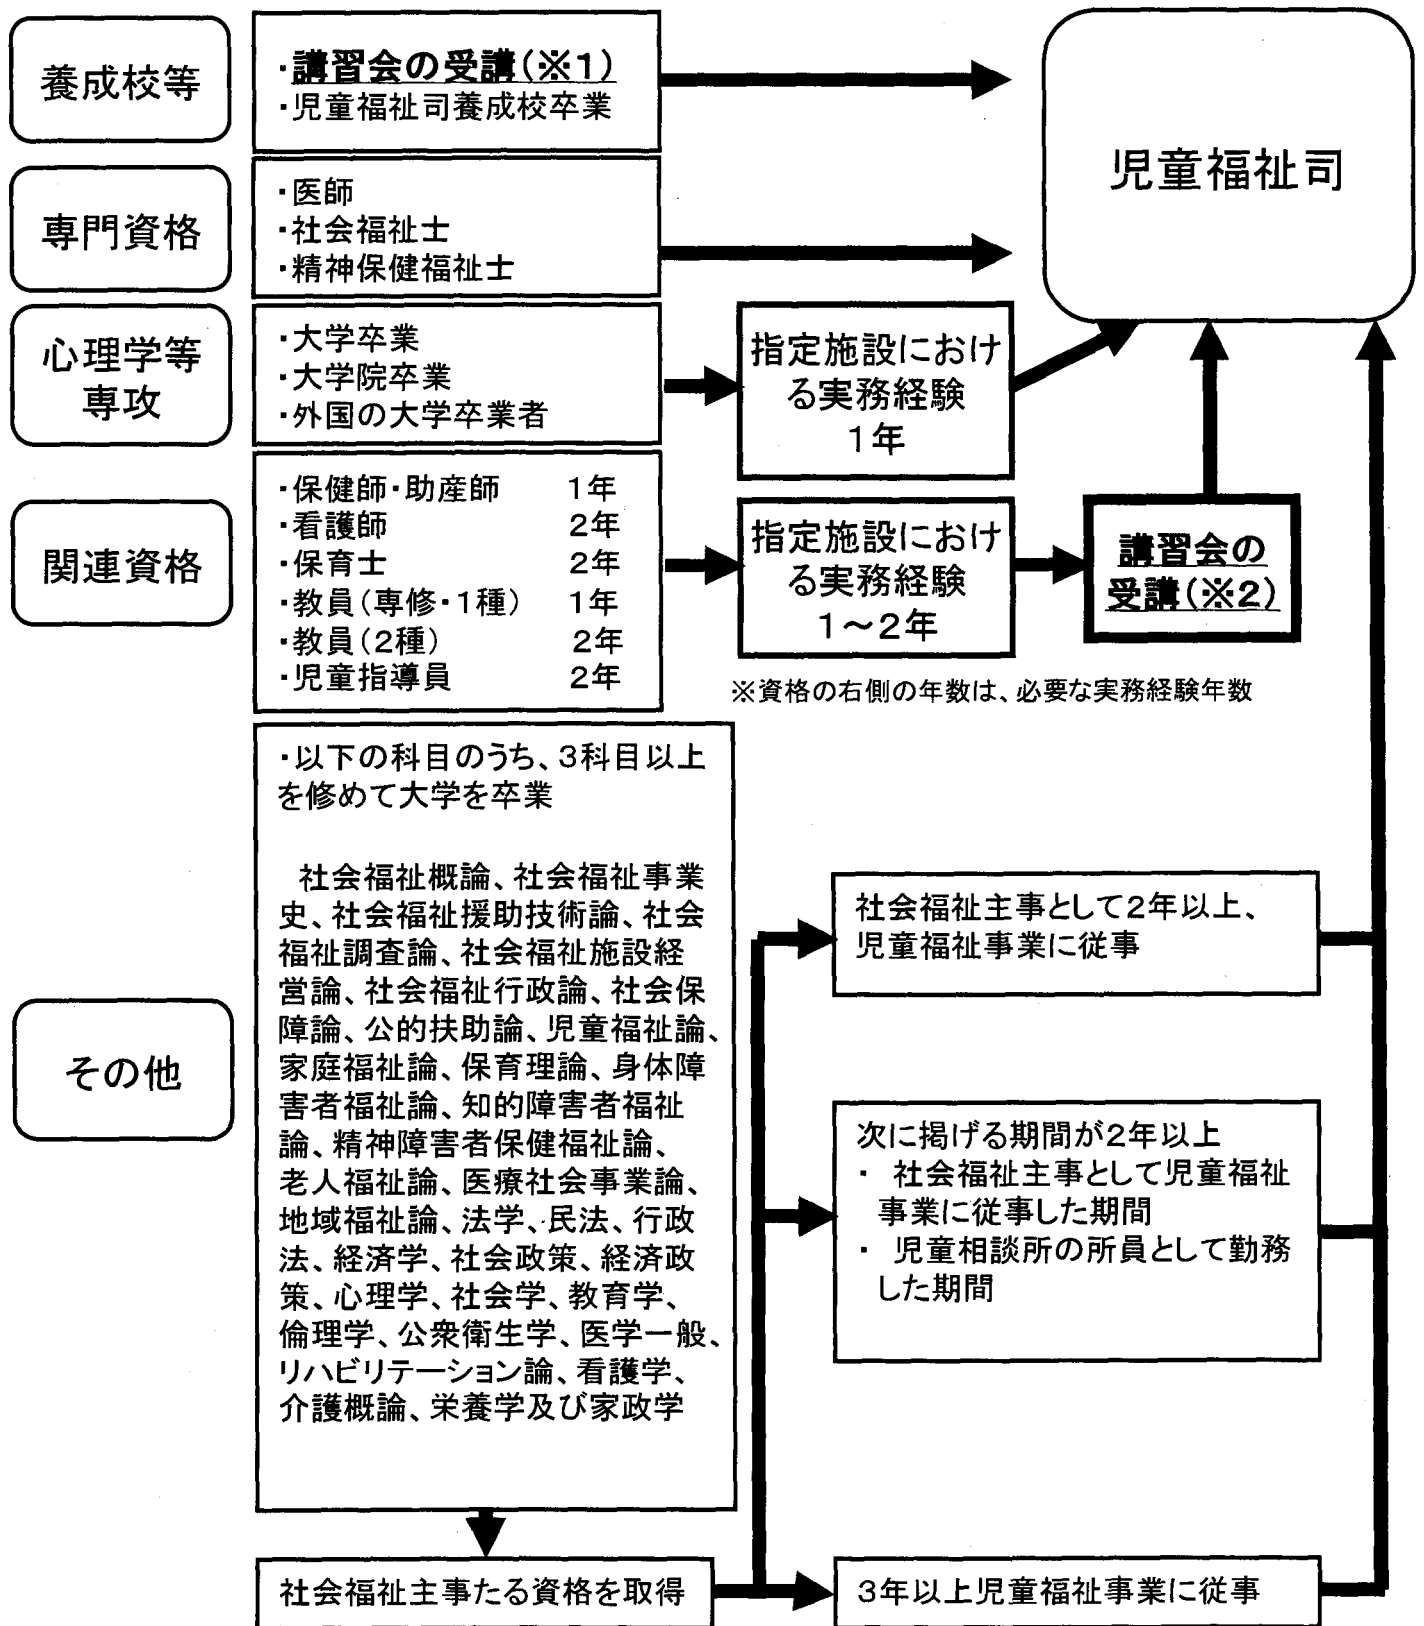 養成校等
・講習会の受講(※1)
・児童福祉司養成校卒業
児童福祉司
専門資格
・医師
・社会福祉士
・精神保健福祉士
心理学等
専攻
・大学卒業
・大学院卒業
・外国の大学卒業者
指定施設におけ
る実務経験
1年
関連資格
・保健師・助産師 1年
・看護師 2年
・保育士 2年
・教員(専修・1種) 1年
・教員(2種) 2年
・児童指導員 2年
指定施設におけ
る実務経験
1~2年
講習会の
受講(※2)
※資格の右側の年数は、必要な実務経験年数
その他
・以下の科目のうち、3科目以上
を修めて大学を卒業
社会福祉概論、社会福祉事業
史、社会福祉援助技術論、社会
福祉調査論、社会福祉施設経
営論、社会福祉行政論、社会保
障論、公的扶助論、児童福祉論、
家庭福祉論、保育理論、身体障
害者福祉論、知的障害者福祉
論、精神障害者保健福祉論、
老人福祉論、医療社会事業論、
地域福祉論、法学、民法、行政
法、経済学、社会政策、経済政
策、心理学、社会学、教育学、
倫理学、公衆衛生学、医学一般、
リハビリテーション論、看護学、
介護概論、栄養学及び家政学
社会福祉主事たる資格を取得
社会福祉主事として2年以上、
児童福祉事業に従事
次に掲げる期間が2年以上
・ 社会福祉主事として児童福祉
事業に従事した期間
・ 児童相談所の所員として勤務
した期間
3年以上児童福祉事業に従事